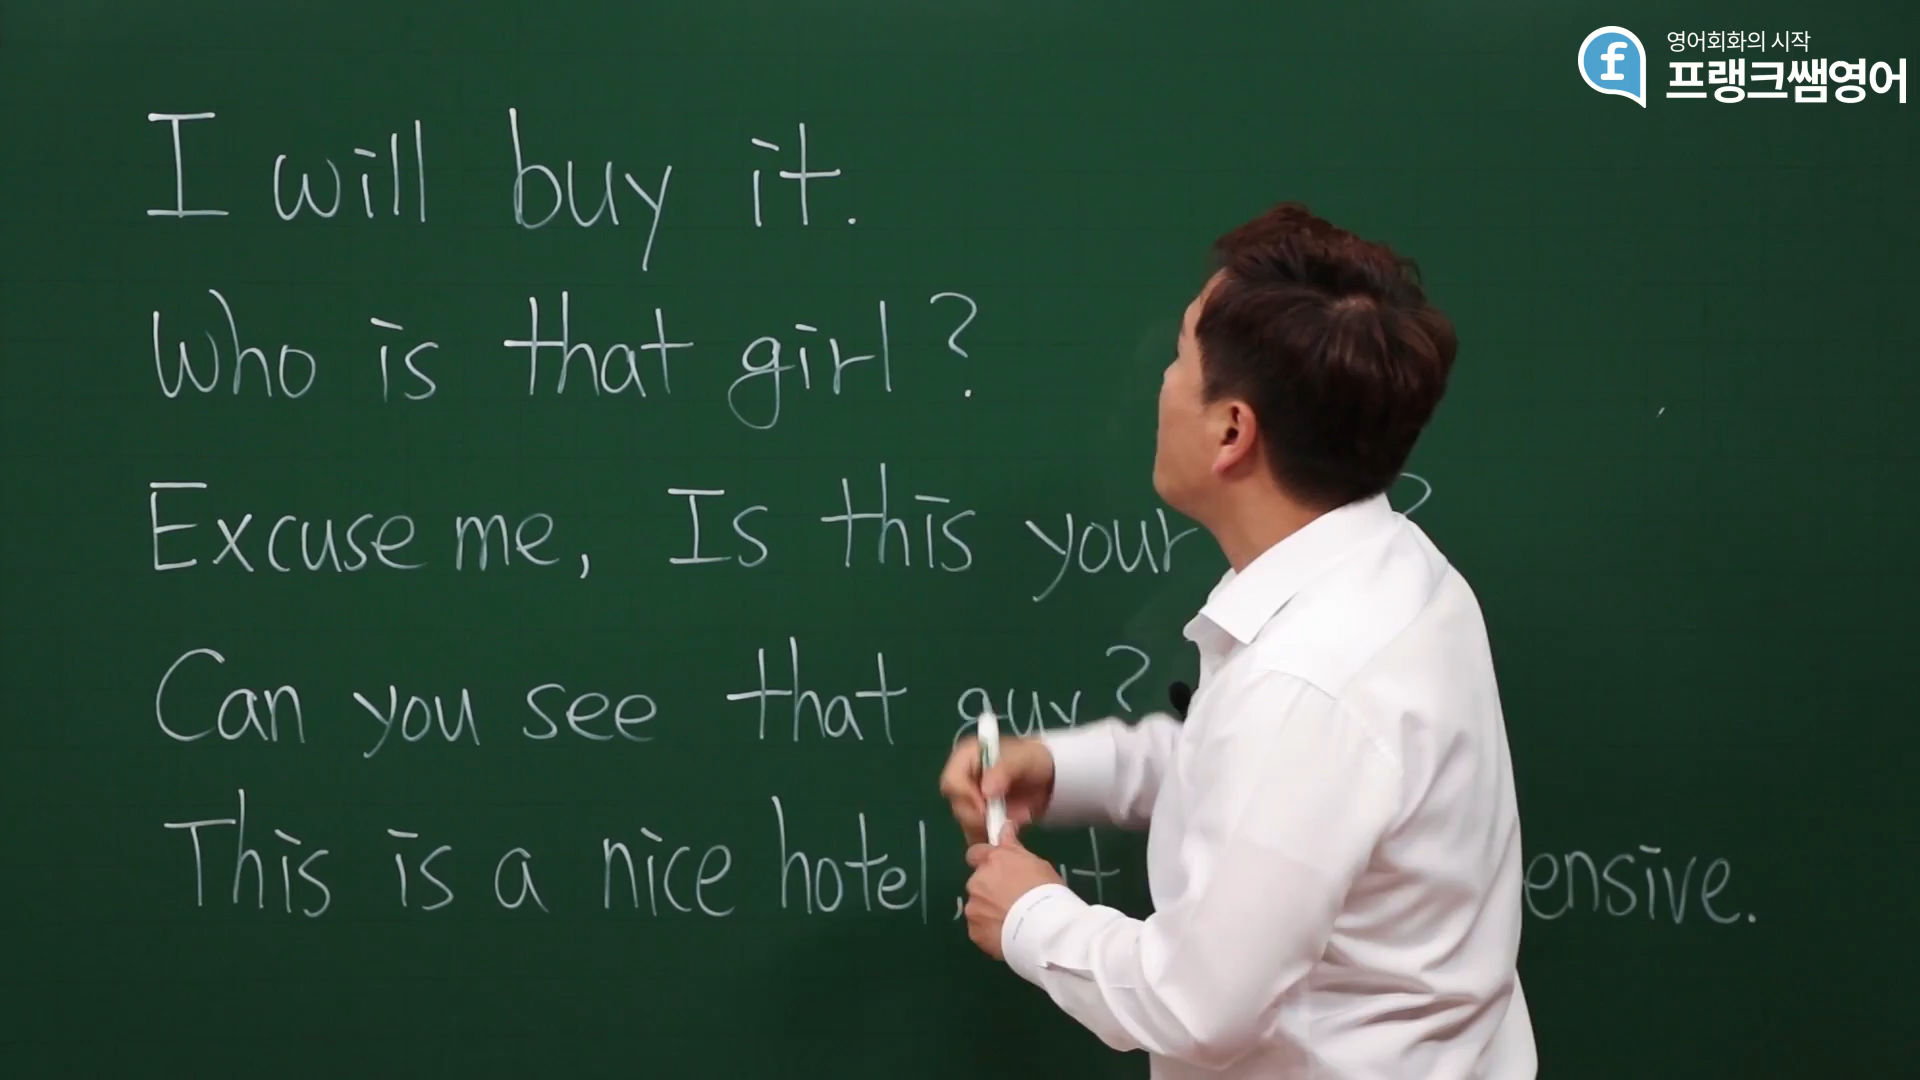 영어회화의 시작
프랭크쌤영어
I will buy it.
Who is that girl?
Excuse me, Is this your ?
Can you see that guy?
This is a nice hotel, ensive.